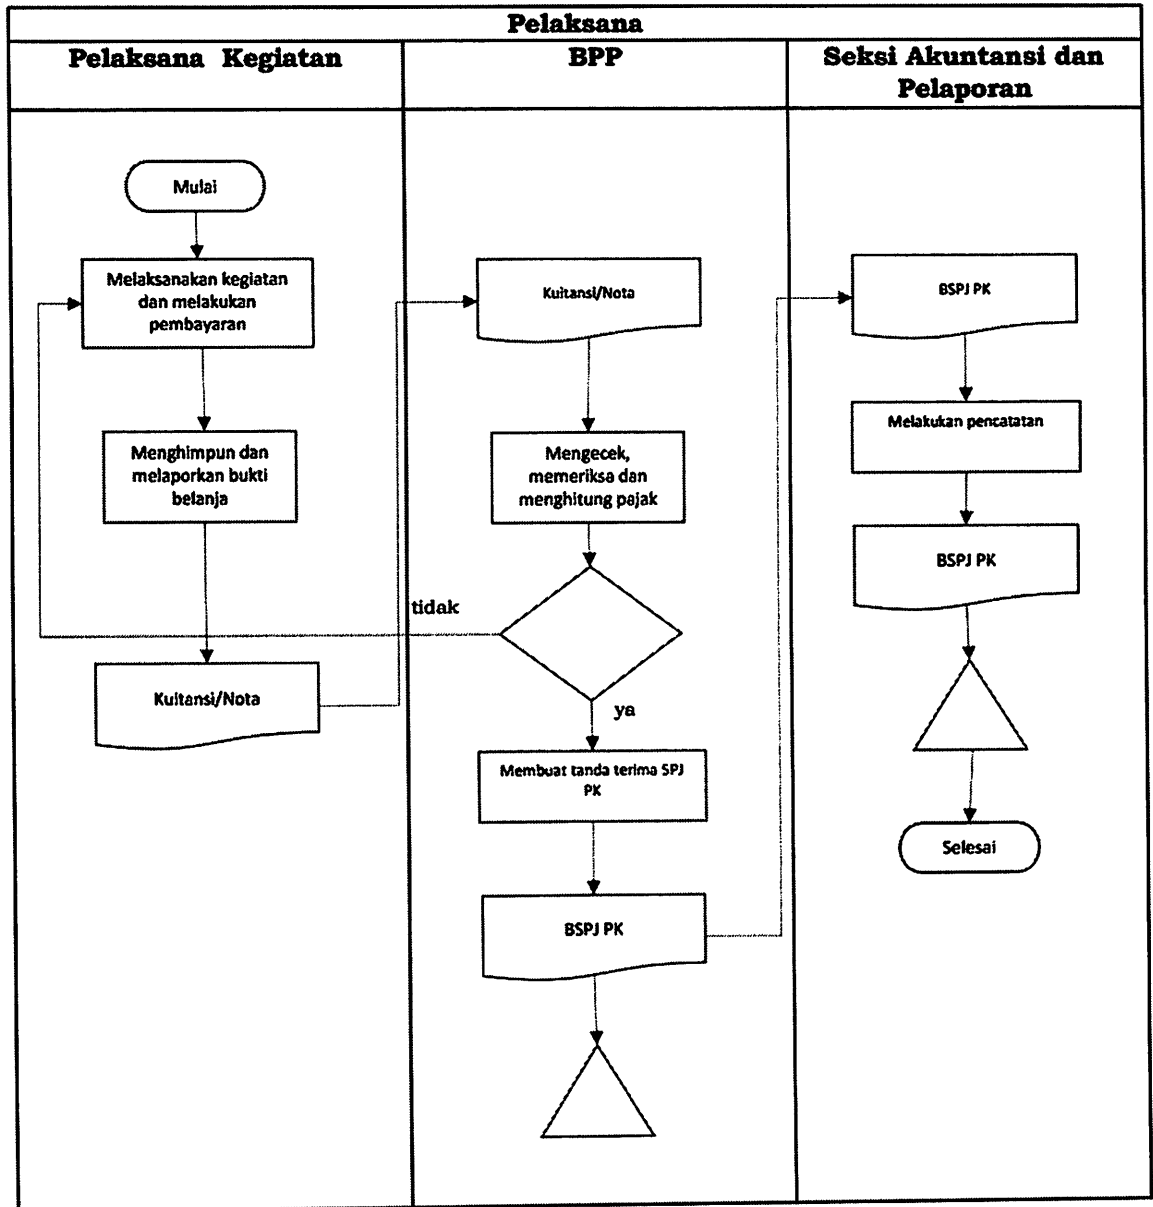 Pelaksana
Pelaksana Kegiatan
BPP
Seksi Akuntansi dan
Pelaporan
Mulai
Melaksanakan kegiatan
dan melakukan
pembayaran
Menghimpun dan
melaporkan bukti
belanja
Kuitansi/Nota
Kuitansi/Nota
Mengecek,
memeriksa dan
menghitung pajak
tidak
ya
Membuat tanda terima SPJ
PK
BSPJ PK
BSPJ PK
Melakukan pencatatan
BSPJ PK
Selesai